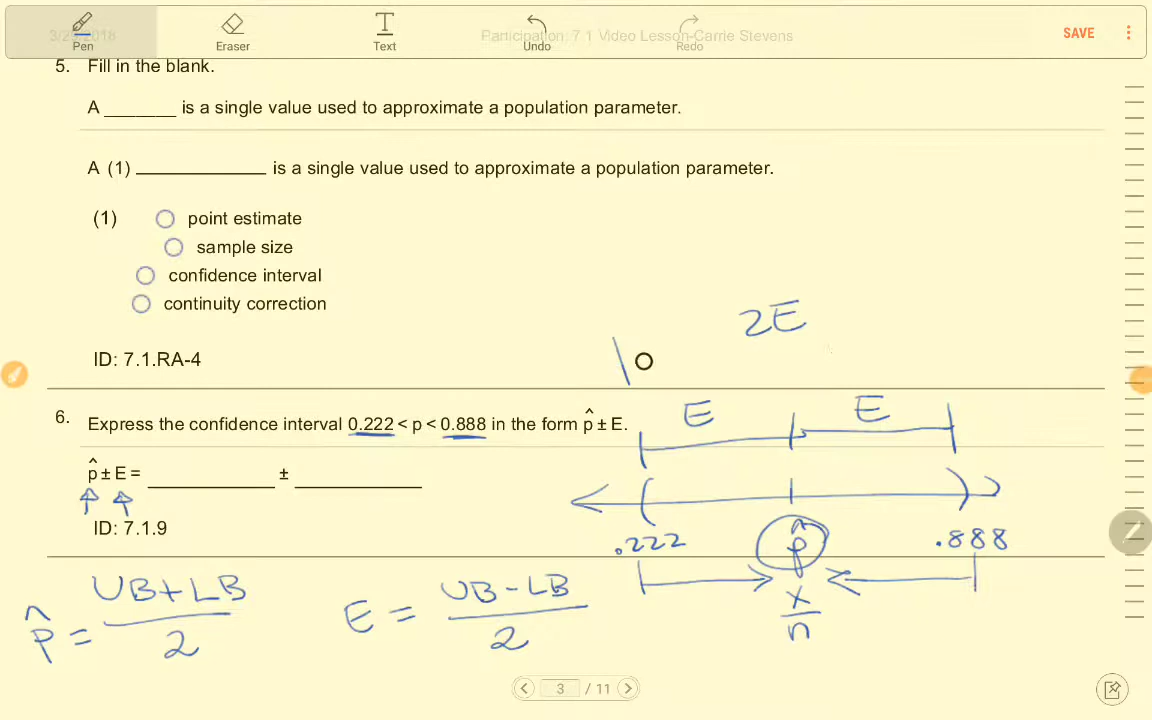 3/29/2018 Participation: 7.1 Video Lesson-Carrie Stevens
Pen Eraser Text Undo Redo SAVE
5. Fill in the blank.
A _______ is a single value used to approximate a population parameter.
A (1) ____________ is a single value used to approximate a population parameter.
(1) point estimate
sample size
confidence interval
continuity correction
2E
ID: 7.1.RA-4
E E
6. Express the confidence interval 0.222 < p < 0.888 in the form p̂ ± E.
p̂ ± E = ____________ ± ____________
ID: 7.1.9
.222 p̂ .888
x/n
p̂ = (UB+LB)/2 E = (UB-LB)/2
3 / 11